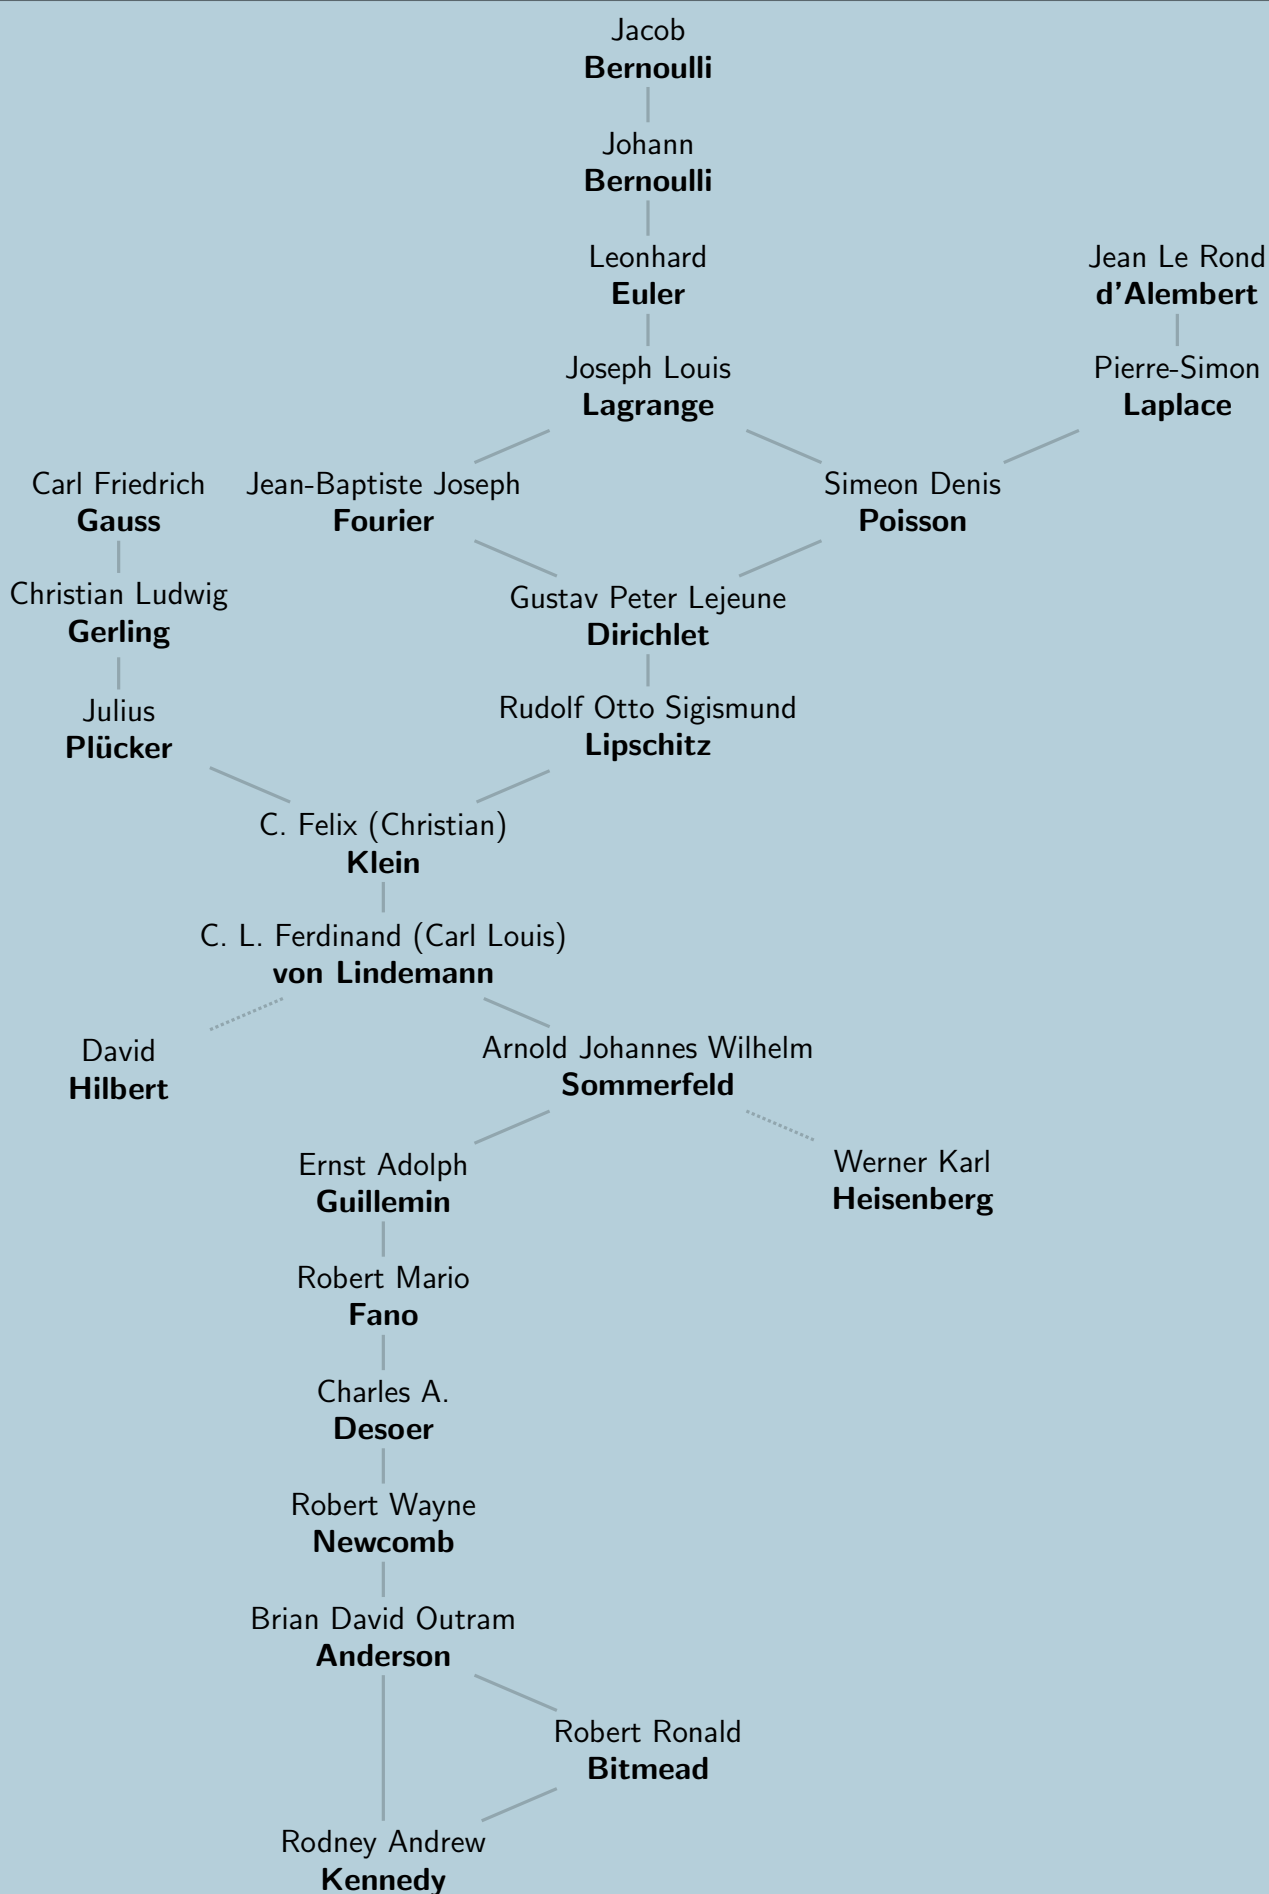 Jacob
Bernoulli
Johann
Bernoulli
Leonhard
Euler
Jean Le Rond
d'Alembert
Joseph Louis
Lagrange
Pierre-Simon
Laplace
Carl Friedrich
Gauss
Jean-Baptiste Joseph
Fourier
Simeon Denis
Poisson
Christian Ludwig
Gerling
Gustav Peter Lejeune
Dirichlet
Julius
Plücker
Rudolf Otto Sigismund
Lipschitz
C. Felix (Christian)
Klein
C. L. Ferdinand (Carl Louis)
von Lindemann
David
Hilbert
Arnold Johannes Wilhelm
Sommerfeld
Ernst Adolph
Guillemin
Werner Karl
Heisenberg
Robert Mario
Fano
Charles A.
Desoer
Robert Wayne
Newcomb
Brian David Outram
Anderson
Robert Ronald
Bitmead
Rodney Andrew
Kennedy